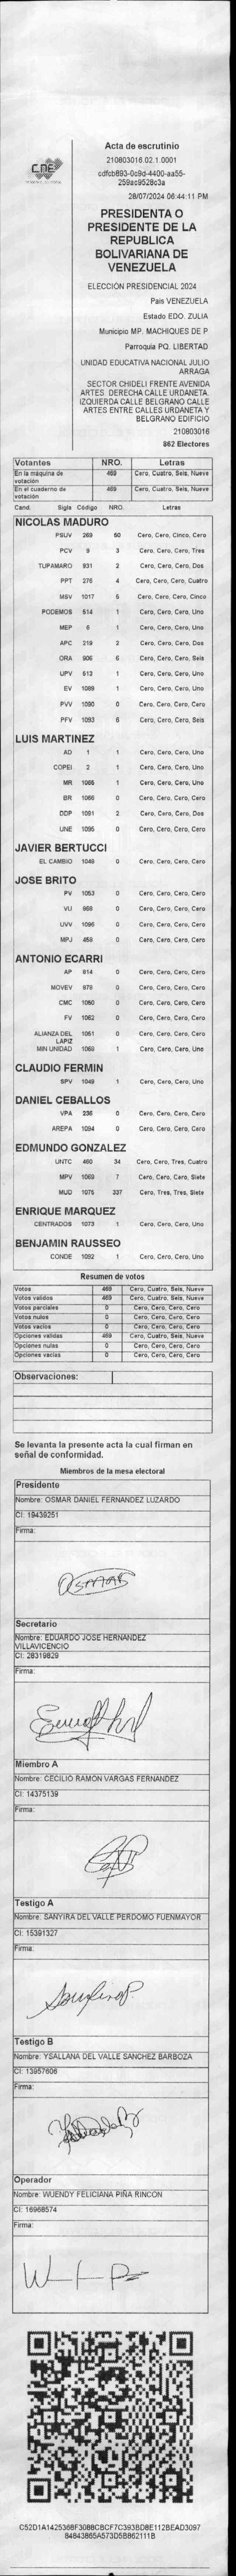 CNE
Acta de escrutinio
210803016.02.1.0001
cdfcb893-0c9d-4400-aa55-
259ac9528c3a
28/07/2024 06:44:11 PM
PRESIDENTA O
PRESIDENTE DE LA
REPUBLICA
BOLIVARIANA DE
VENEZUELA
ELECCIÓN PRESIDENCIAL 2024
Pais VENEZUELA
Estado EDO. ZULIA
Municipio MP. MACHIQUES DE P
Parroquia PQ. LIBERTAD
UNIDAD EDUCATIVA NACIONAL JULIO
ARRAGA
SECTOR CHIDELI FRENTE AVENIDA
ARTES. DERECHA CALLE URDANETA.
IZQUIERDA CALLE BELGRANO CALLE
ARTES ENTRE CALLES URDANETA Y
BELGRANO EDIFICIO
210803016
862 Electores
Votantes NRO. Letras
En la máquina de votación 469 Cero, Cuatro, Seis, Nueve
En el cuaderno de votación 469 Cero, Cuatro, Seis, Nueve
Cand. Sigla Código NRO. Letras
NICOLAS MADURO
PSUV 269 50 Cero, Cero, Cinco, Cero
PCV 9 3 Cero, Cero, Cero, Tres
TUPAMARO 931 2 Cero, Cero, Cero, Dos
PPT 276 4 Cero, Cero, Cero, Cuatro
MSV 1017 5 Cero, Cero, Cero, Cinco
PODEMOS 514 1 Cero, Cero, Cero, Uno
MEP 6 1 Cero, Cero, Cero, Uno
APC 219 2 Cero, Cero, Cero, Dos
ORA 906 6 Cero, Cero, Cero, Seis
UPV 513 1 Cero, Cero, Cero, Uno
EV 1089 1 Cero, Cero, Cero, Uno
PVV 1090 0 Cero, Cero, Cero, Cero
PFV 1093 6 Cero, Cero, Cero, Seis
LUIS MARTINEZ
AD 1 1 Cero, Cero, Cero, Uno
COPEI 2 1 Cero, Cero, Cero, Uno
MR 1065 1 Cero, Cero, Cero, Uno
BR 1066 0 Cero, Cero, Cero, Cero
DDP 1091 2 Cero, Cero, Cero, Dos
UNE 1095 0 Cero, Cero, Cero, Cero
JAVIER BERTUCCI
EL CAMBIO 1048 0 Cero, Cero, Cero, Cero
JOSE BRITO
PV 1053 0 Cero, Cero, Cero, Cero
VU 868 0 Cero, Cero, Cero, Cero
UVV 1096 0 Cero, Cero, Cero, Cero
MPJ 458 0 Cero, Cero, Cero, Cero
ANTONIO ECARRI
AP 814 0 Cero, Cero, Cero, Cero
MOVEV 878 0 Cero, Cero, Cero, Cero
CMC 1050 0 Cero, Cero, Cero, Cero
FV 1062 0 Cero, Cero, Cero, Cero
ALIANZA DEL LAPIZ 1051 0 Cero, Cero, Cero, Cero
MIN UNIDAD 1060 1 Cero, Cero, Cero, Uno
CLAUDIO FERMIN
SPV 1049 1 Cero, Cero, Cero, Uno
DANIEL CEBALLOS
VPA 236 0 Cero, Cero, Cero, Cero
AREPA 1094 0 Cero, Cero, Cero, Cero
EDMUNDO GONZALEZ
UNTC 460 34 Cero, Cero, Tres, Cuatro
MPV 1069 7 Cero, Cero, Cero, Siete
MUD 1075 337 Cero, Tres, Tres, Siete
ENRIQUE MARQUEZ
CENTRADOS 1073 1 Cero, Cero, Cero, Uno
BENJAMIN RAUSSEO
CONDE 1092 1 Cero, Cero, Cero, Uno
Resumen de votos
Votos 469 Cero, Cuatro, Seis, Nueve
Votos validos 469 Cero, Cuatro, Seis, Nueve
Votos parciales 0 Cero, Cero, Cero, Cero
Votos nulos 0 Cero, Cero, Cero, Cero
Votos vacios 0 Cero, Cero, Cero, Cero
Opciones validas 469 Cero, Cuatro, Seis, Nueve
Opciones nulas 0 Cero, Cero, Cero, Cero
Opciones vacias 0 Cero, Cero, Cero, Cero
Observaciones:
Se levanta la presente acta la cual firman en
señal de conformidad.
Miembros de la mesa electoral
Presidente
Nombre: OSMAR DANIEL FERNANDEZ LUZARDO
CI: 19439251
Firma:
OSMAR
Secretario
Nombre: EDUARDO JOSE HERNANDEZ
VILLAVICENCIO
CI: 28319829
Firma:
Miembro A
Nombre: CECILIO RAMON VARGAS FERNANDEZ
CI: 14375139
Firma:
Testigo A
Nombre: SANYIRA DEL VALLE PERDOMO FUENMAYOR
CI: 15391327
Firma:
Testigo B
Nombre: YSALLANA DEL VALLE SANCHEZ BARBOZA
CI: 13957606
Firma:
Operador
Nombre: WUENDY FELICIANA PIÑA RINCON
CI: 16968574
Firma:
C52D1A1425368F3088CBCF7C393BD8E112BEAD3097
84843865A573D5B862111B